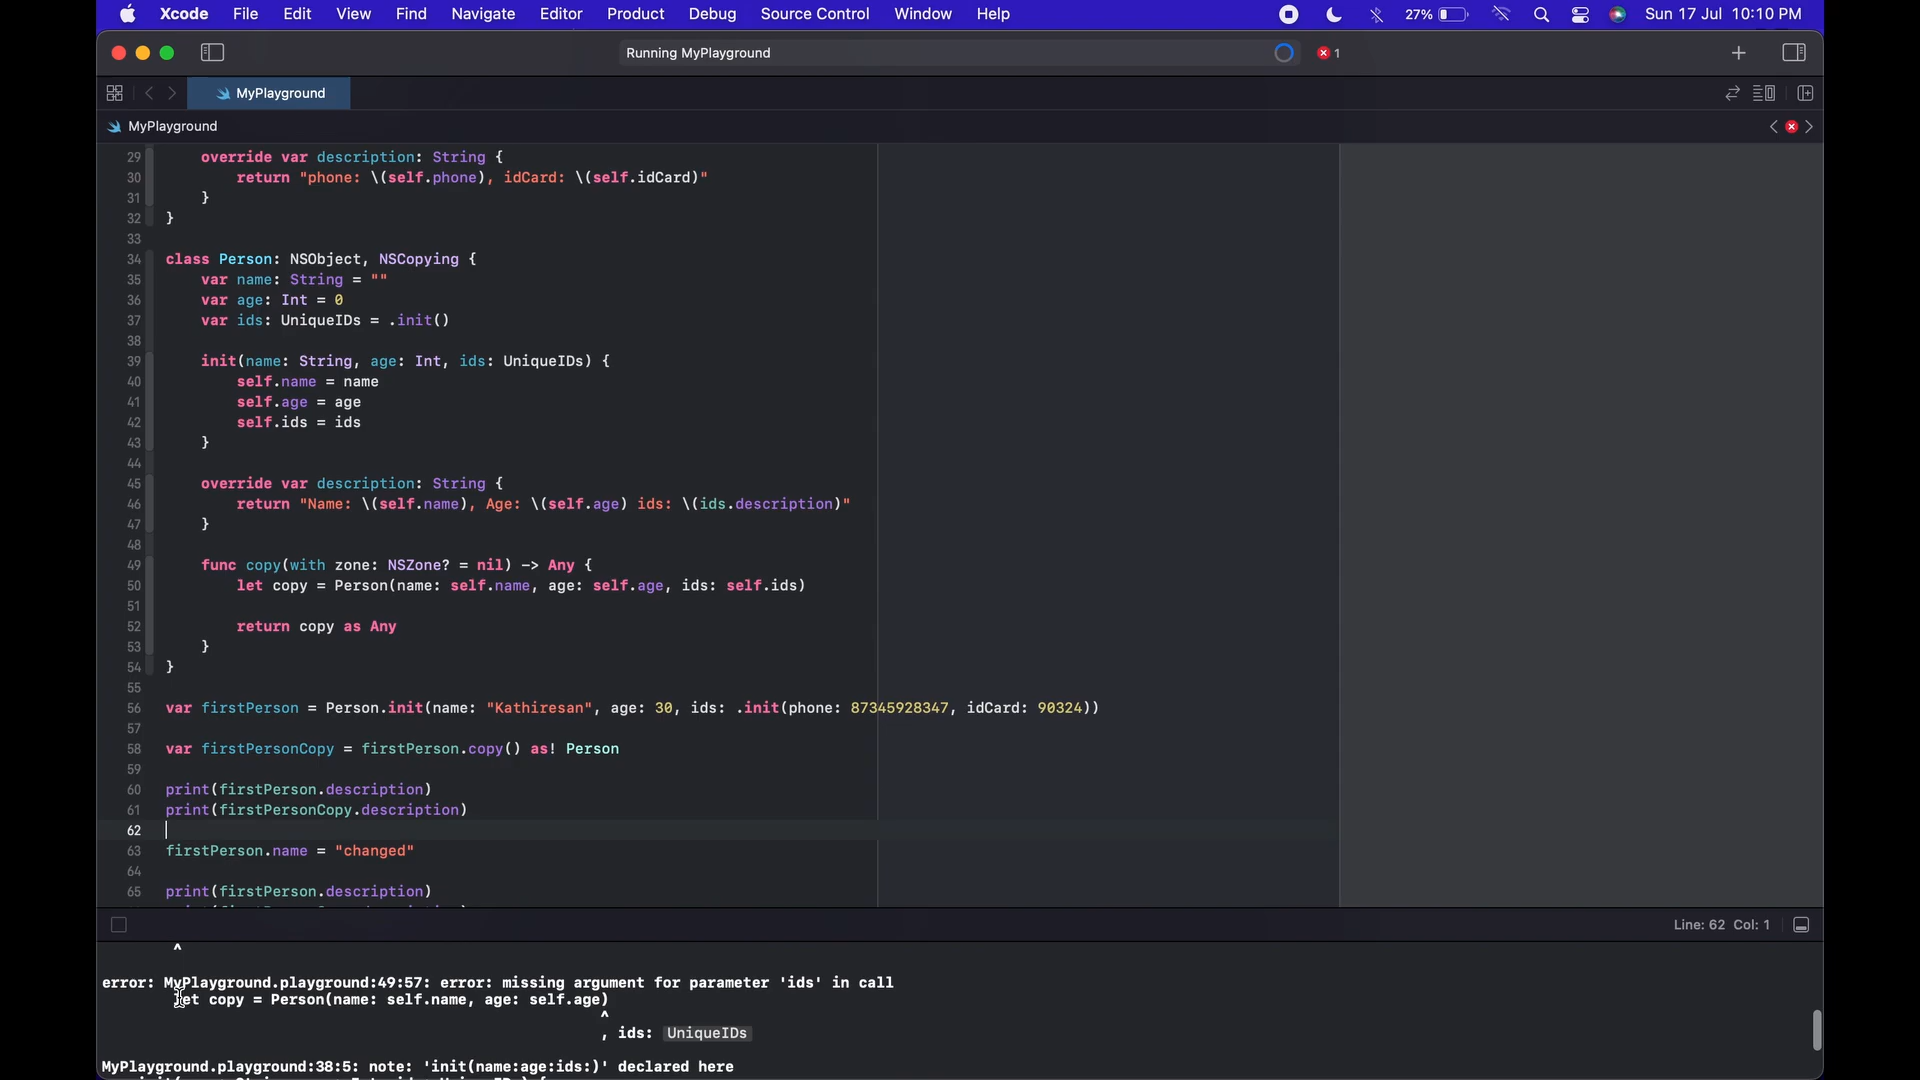 Xcode File Edit View Find Navigate Editor Product Debug Source Control Window Help 27% Sun 17 Jul 10:10 PM
Running MyPlayground 1
MyPlayground
MyPlayground
29 override var description: String {
30 return "phone: \(self.phone), idCard: \(self.idCard)"
31 }
32 }
33
34 class Person: NSObject, NSCopying {
35 var name: String = ""
36 var age: Int = 0
37 var ids: UniqueIDs = .init()
38
39 init(name: String, age: Int, ids: UniqueIDs) {
40 self.name = name
41 self.age = age
42 self.ids = ids
43 }
44
45 override var description: String {
46 return "Name: \(self.name), Age: \(self.age) ids: \(ids.description)"
47 }
48
49 func copy(with zone: NSZone? = nil) -> Any {
50 let copy = Person(name: self.name, age: self.age, ids: self.ids)
51
52 return copy as Any
53 }
54 }
55
56 var firstPerson = Person.init(name: "Kathiresan", age: 30, ids: .init(phone: 87345928347, idCard: 90324))
57
58 var firstPersonCopy = firstPerson.copy() as! Person
59
60 print(firstPerson.description)
61 print(firstPersonCopy.description)
62
63 firstPerson.name = "changed"
64
65 print(firstPerson.description)
Line: 62 Col: 1
^
error: MyPlayground.playground:49:57: error: missing argument for parameter 'ids' in call
let copy = Person(name: self.name, age: self.age)
^
, ids: UniqueIDs
MyPlayground.playground:38:5: note: 'init(name:age:ids:)' declared here